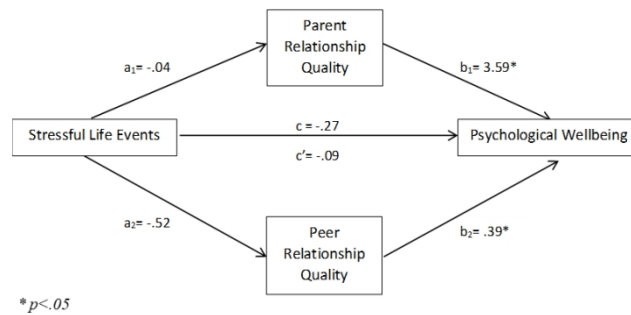 Parent
Relationship
Quality
a₁= -.04
b₁= 3.59*
Stressful Life Events
c = -.27
c’= -.09
Psychological Wellbeing
a₂= -.52
b₂= .39*
Peer
Relationship
Quality
* p<.05